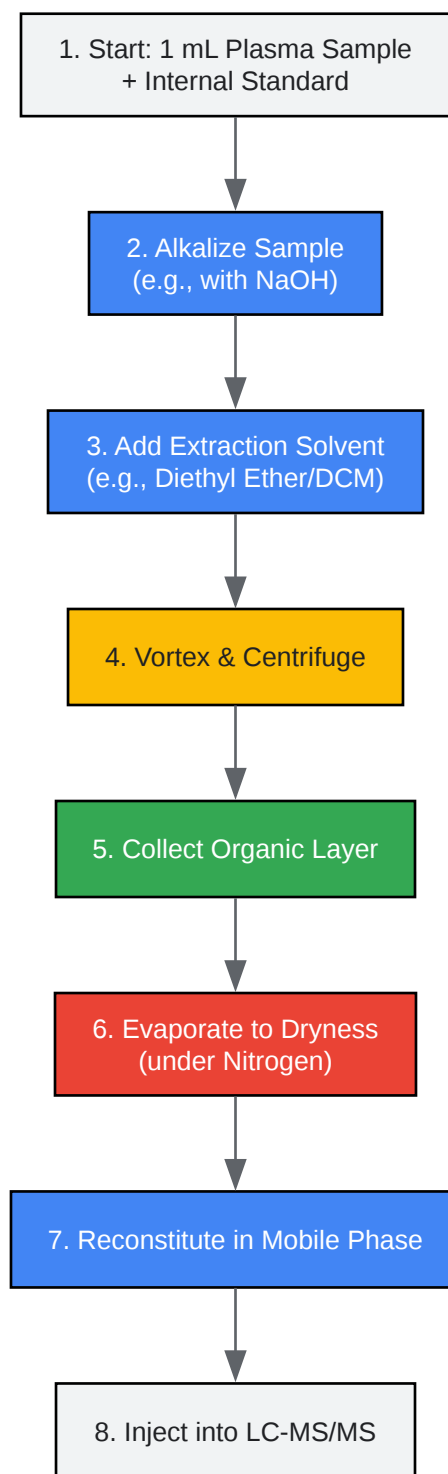 1. Start: 1 mL Plasma Sample
+ Internal Standard
2. Alkalize Sample
(e.g., with NaOH)
3. Add Extraction Solvent
(e.g., Diethyl Ether/DCM)
4. Vortex & Centrifuge
5. Collect Organic Layer
6. Evaporate to Dryness
(under Nitrogen)
7. Reconstitute in Mobile Phase
8. Inject into LC-MS/MS